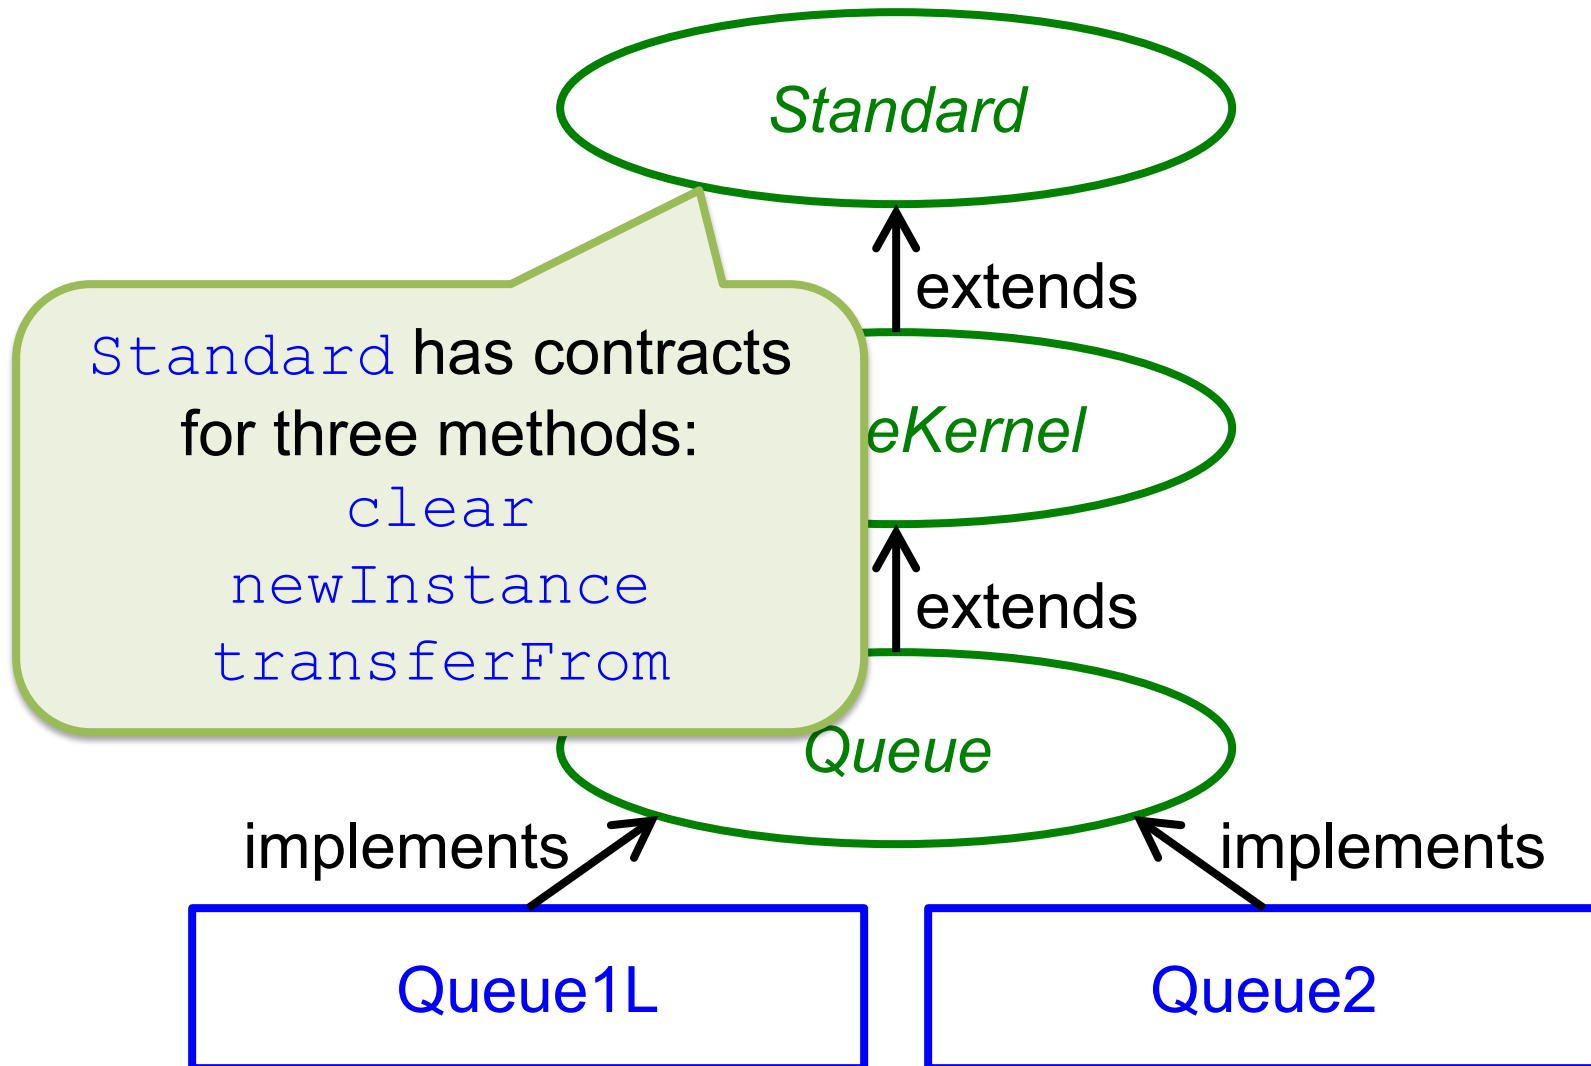 Standard
extends
Standard has contracts
for three methods:
clear
newInstance
transferFrom
eKernel
extends
Queue
implements
implements
Queue1L
Queue2